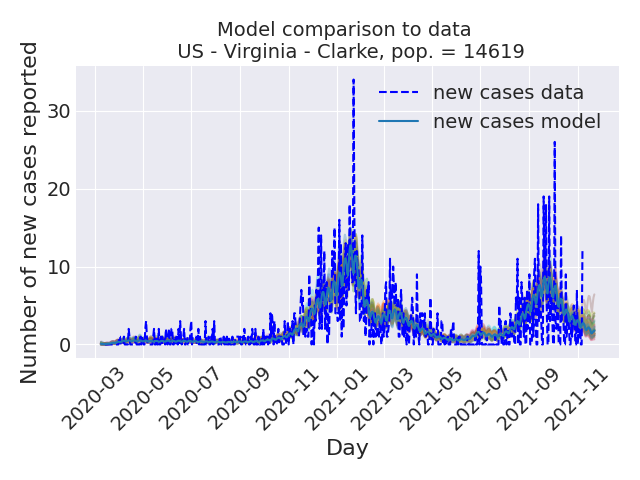 Model comparison to data
US - Virginia - Clarke, pop. = 14619
new cases data
new cases model
Number of new cases reported
30
20
10
0
2020-03
2020-05
2020-07
2020-09
2020-11
2021-01
2021-03
2021-05
2021-07
2021-09
2021-11
Day